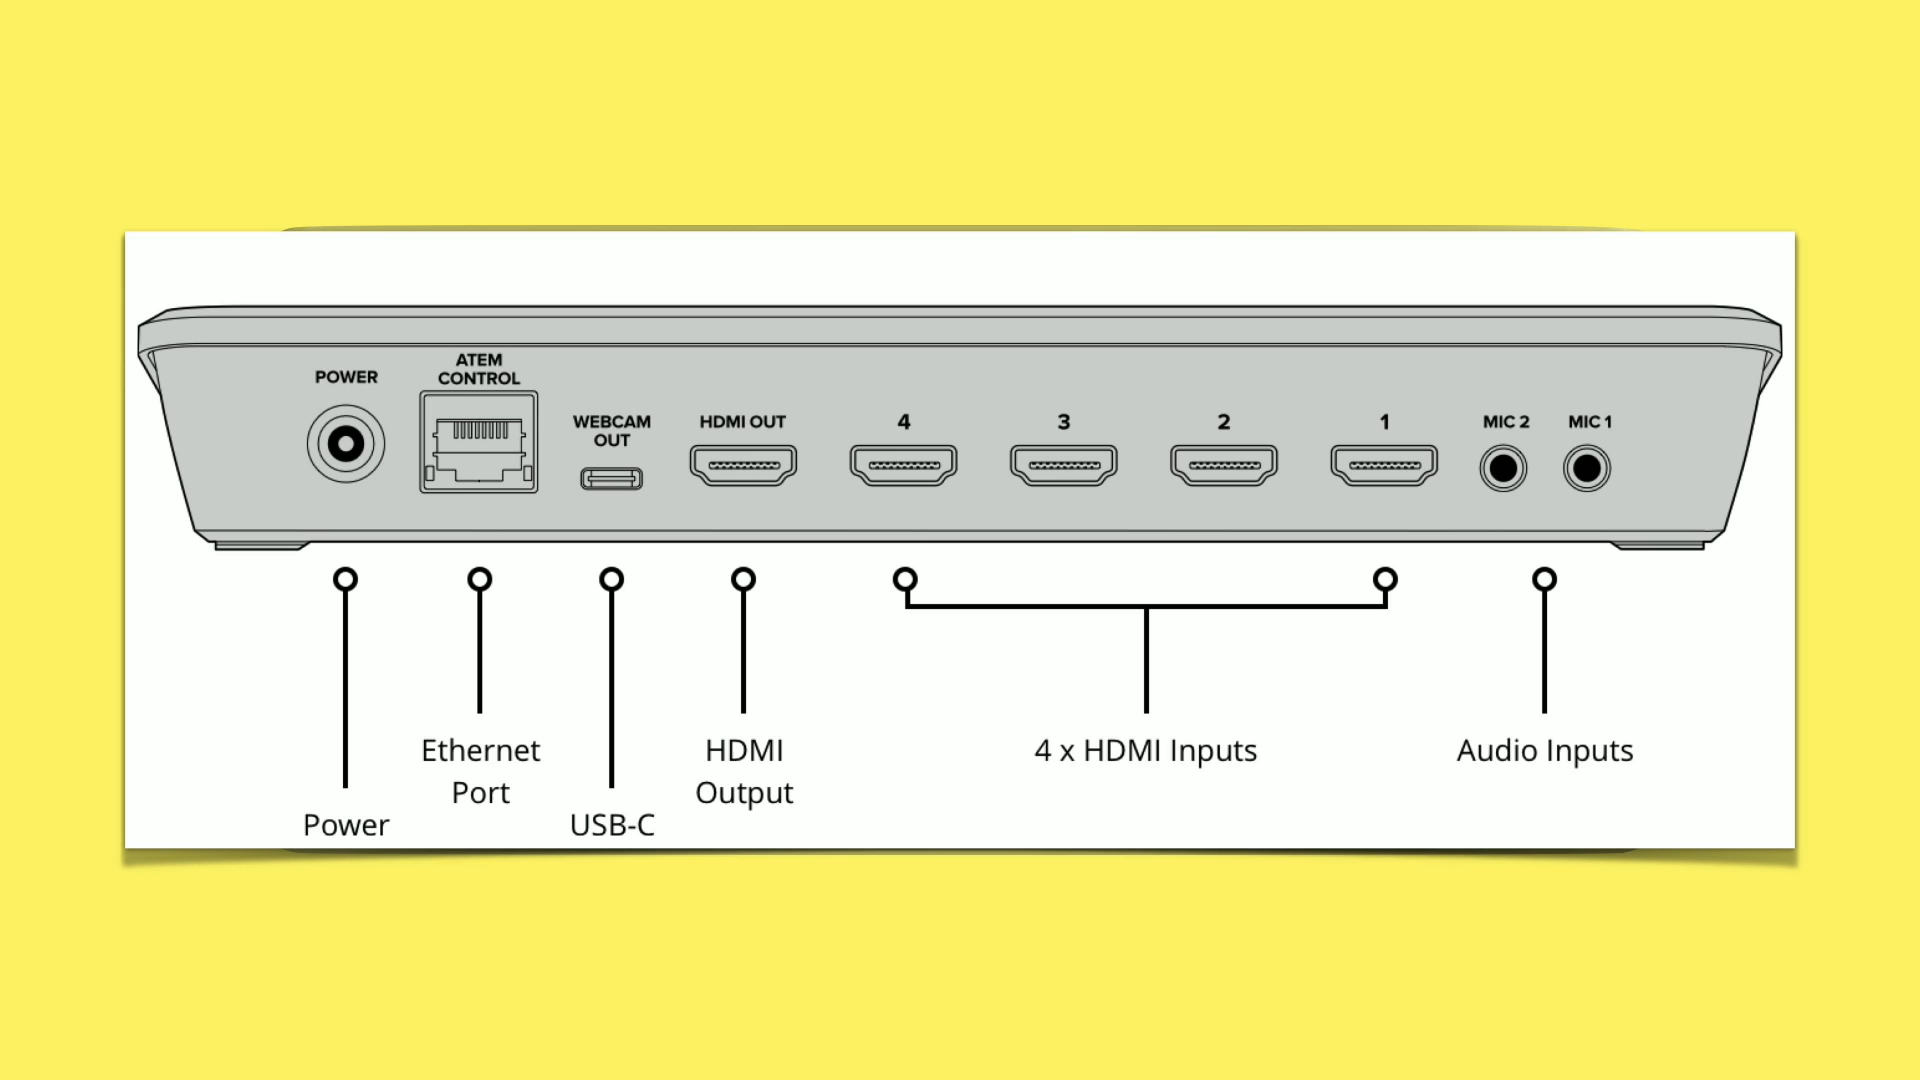 POWER
ATEM
CONTROL
WEBCAM
OUT
HDMI OUT
4
3
2
1
MIC 2
MIC 1
Power
Ethernet
Port
USB-C
HDMI
Output
4 x HDMI Inputs
Audio Inputs